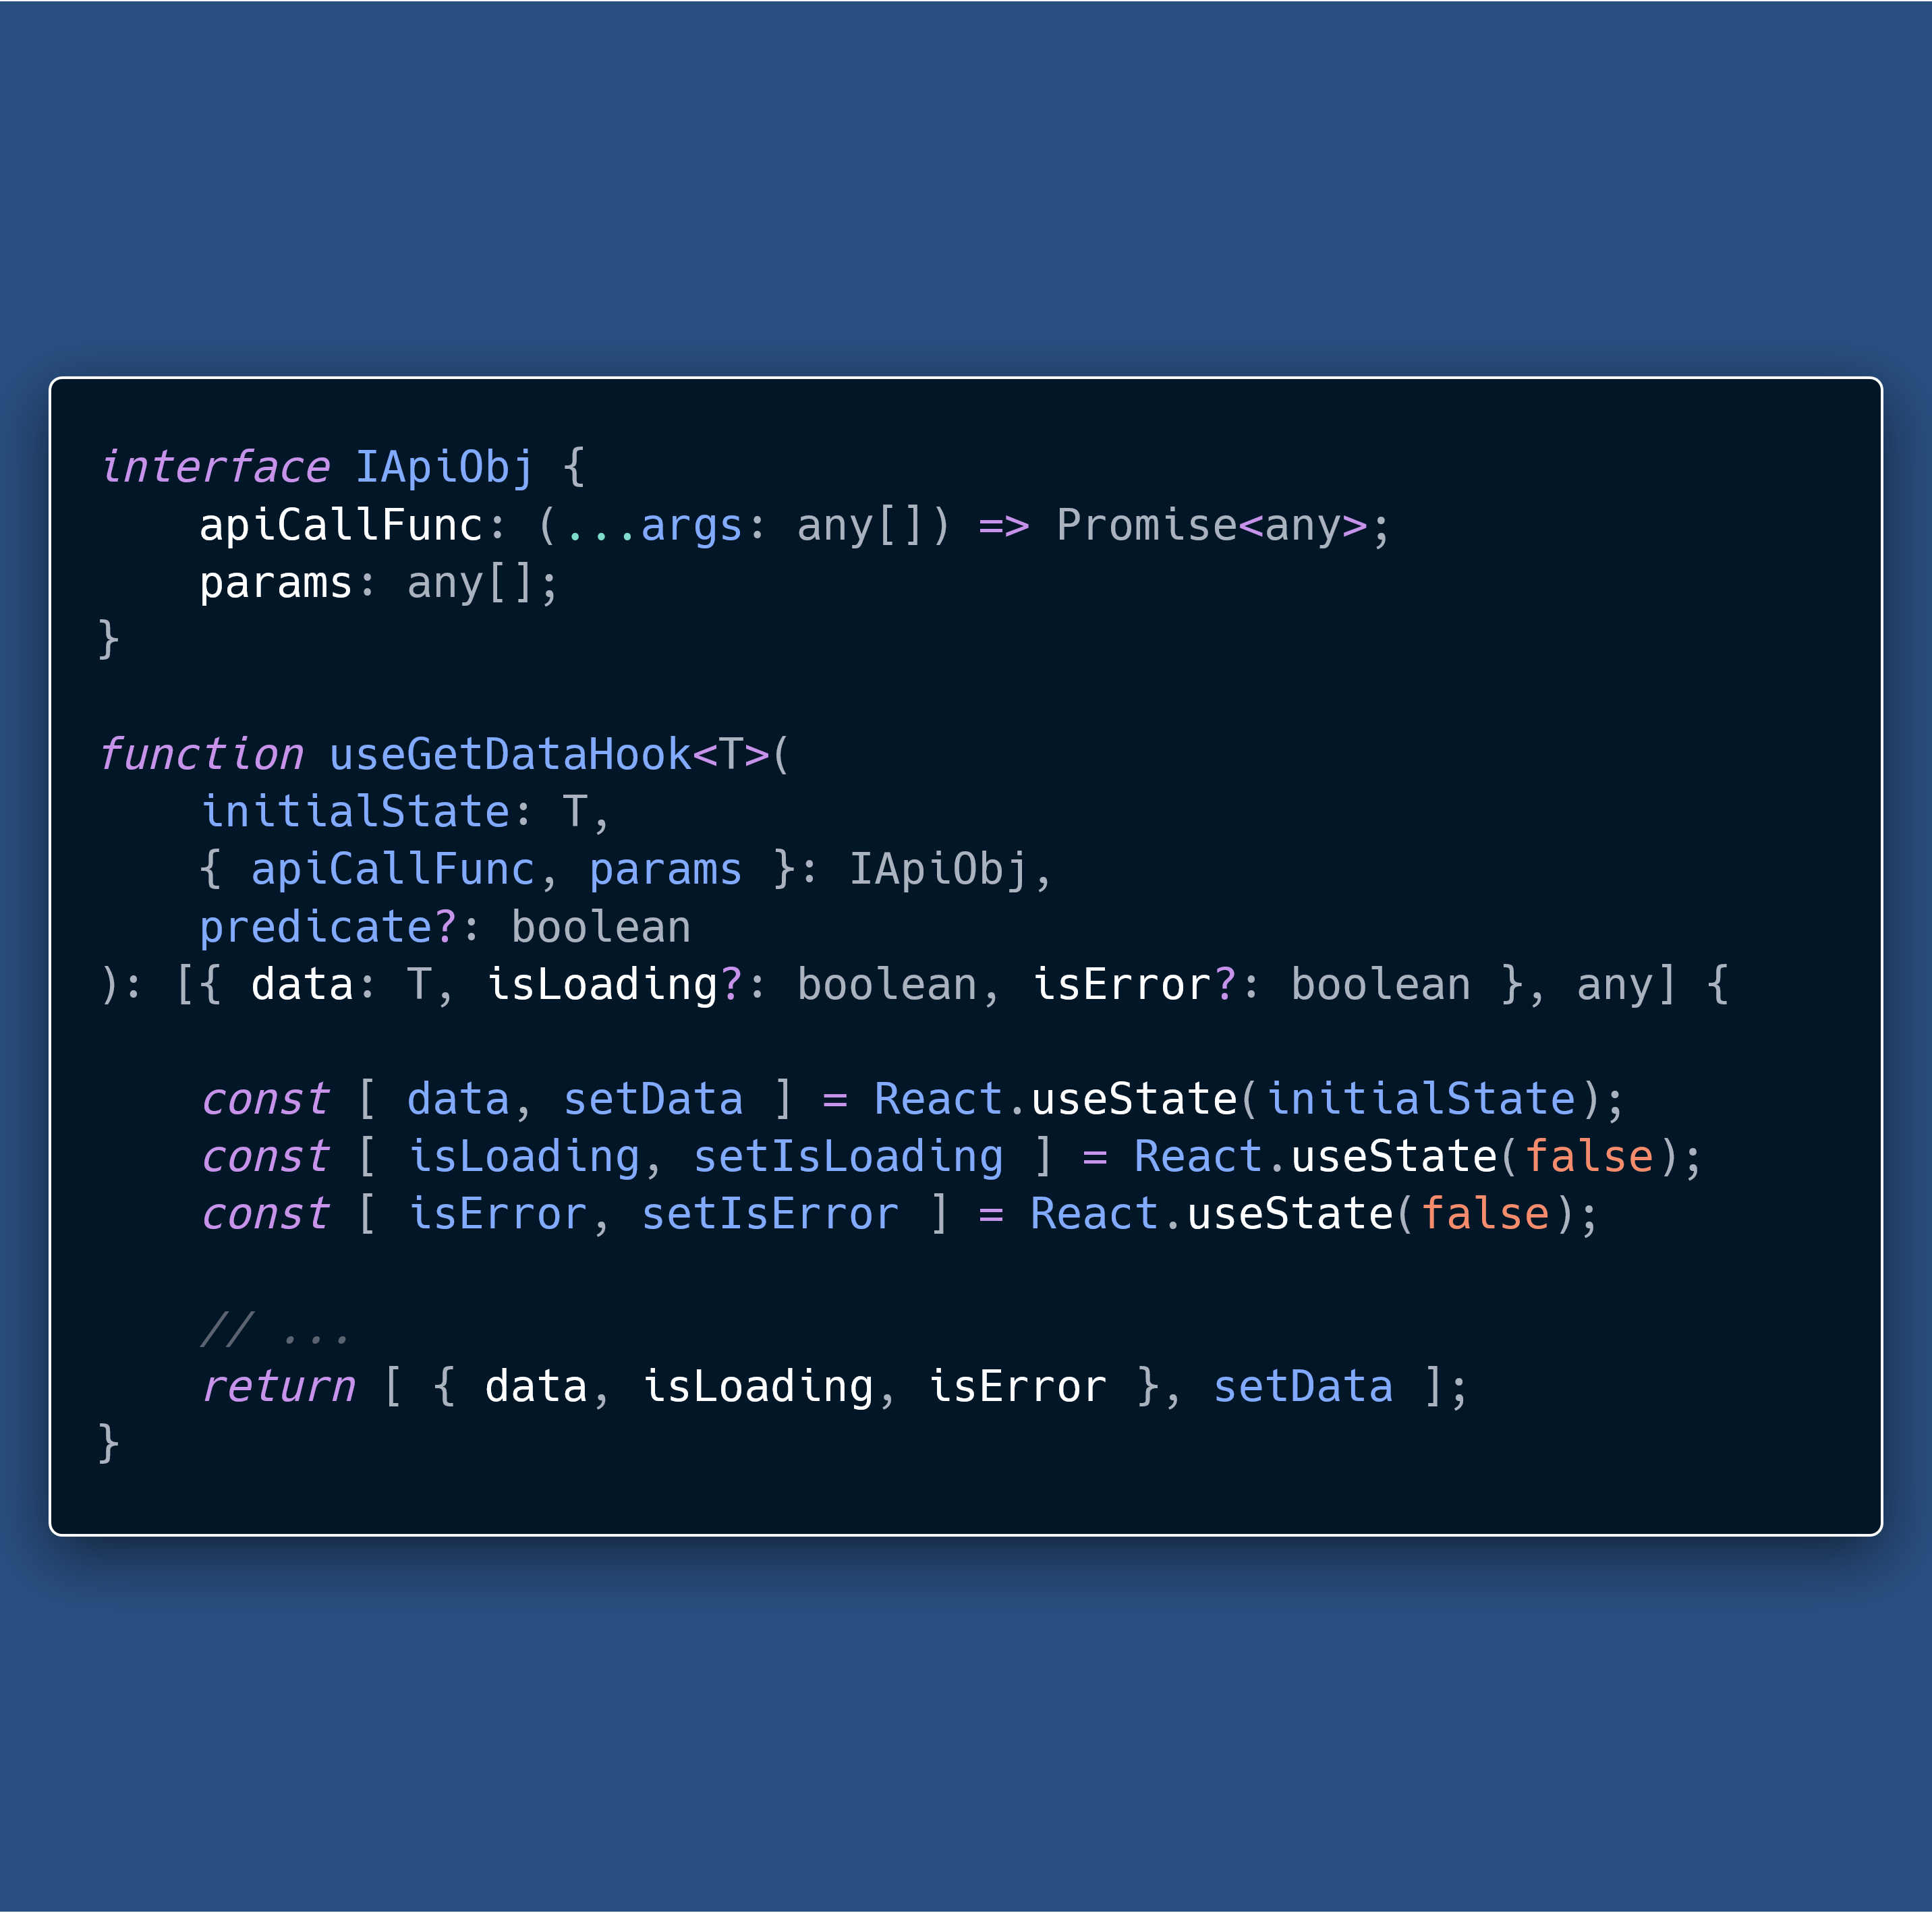 interface IApiObj {
    apiCallFunc: (...args: any[]) => Promise<any>;
    params: any[];
}

function useGetDataHook<T>(
    initialState: T,
    { apiCallFunc, params }: IApiObj,
    predicate?: boolean
): [{ data: T, isLoading?: boolean, isError?: boolean }, any] {

    const [ data, setData ] = React.useState(initialState);
    const [ isLoading, setIsLoading ] = React.useState(false);
    const [ isError, setIsError ] = React.useState(false);

    // ...
    return [ { data, isLoading, isError }, setData ];
}